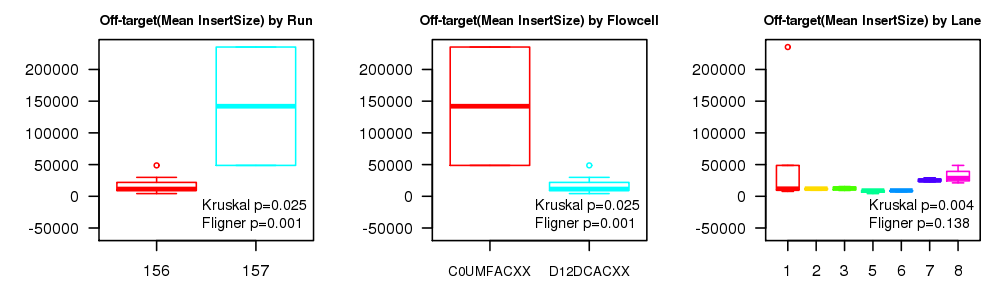 Off-target(Mean InsertSize) by Run
200000
150000
100000
50000
0
-50000
Kruskal p=0.025
Fligner p=0.001
156 157
Off-target(Mean InsertSize) by Flowcell
200000
150000
100000
50000
0
-50000
Kruskal p=0.025
Fligner p=0.001
C0UMFACXX D12DCACXX
Off-target(Mean InsertSize) by Lane
200000
150000
100000
50000
0
-50000
Kruskal p=0.004
Fligner p=0.138
1 2 3 5 6 7 8